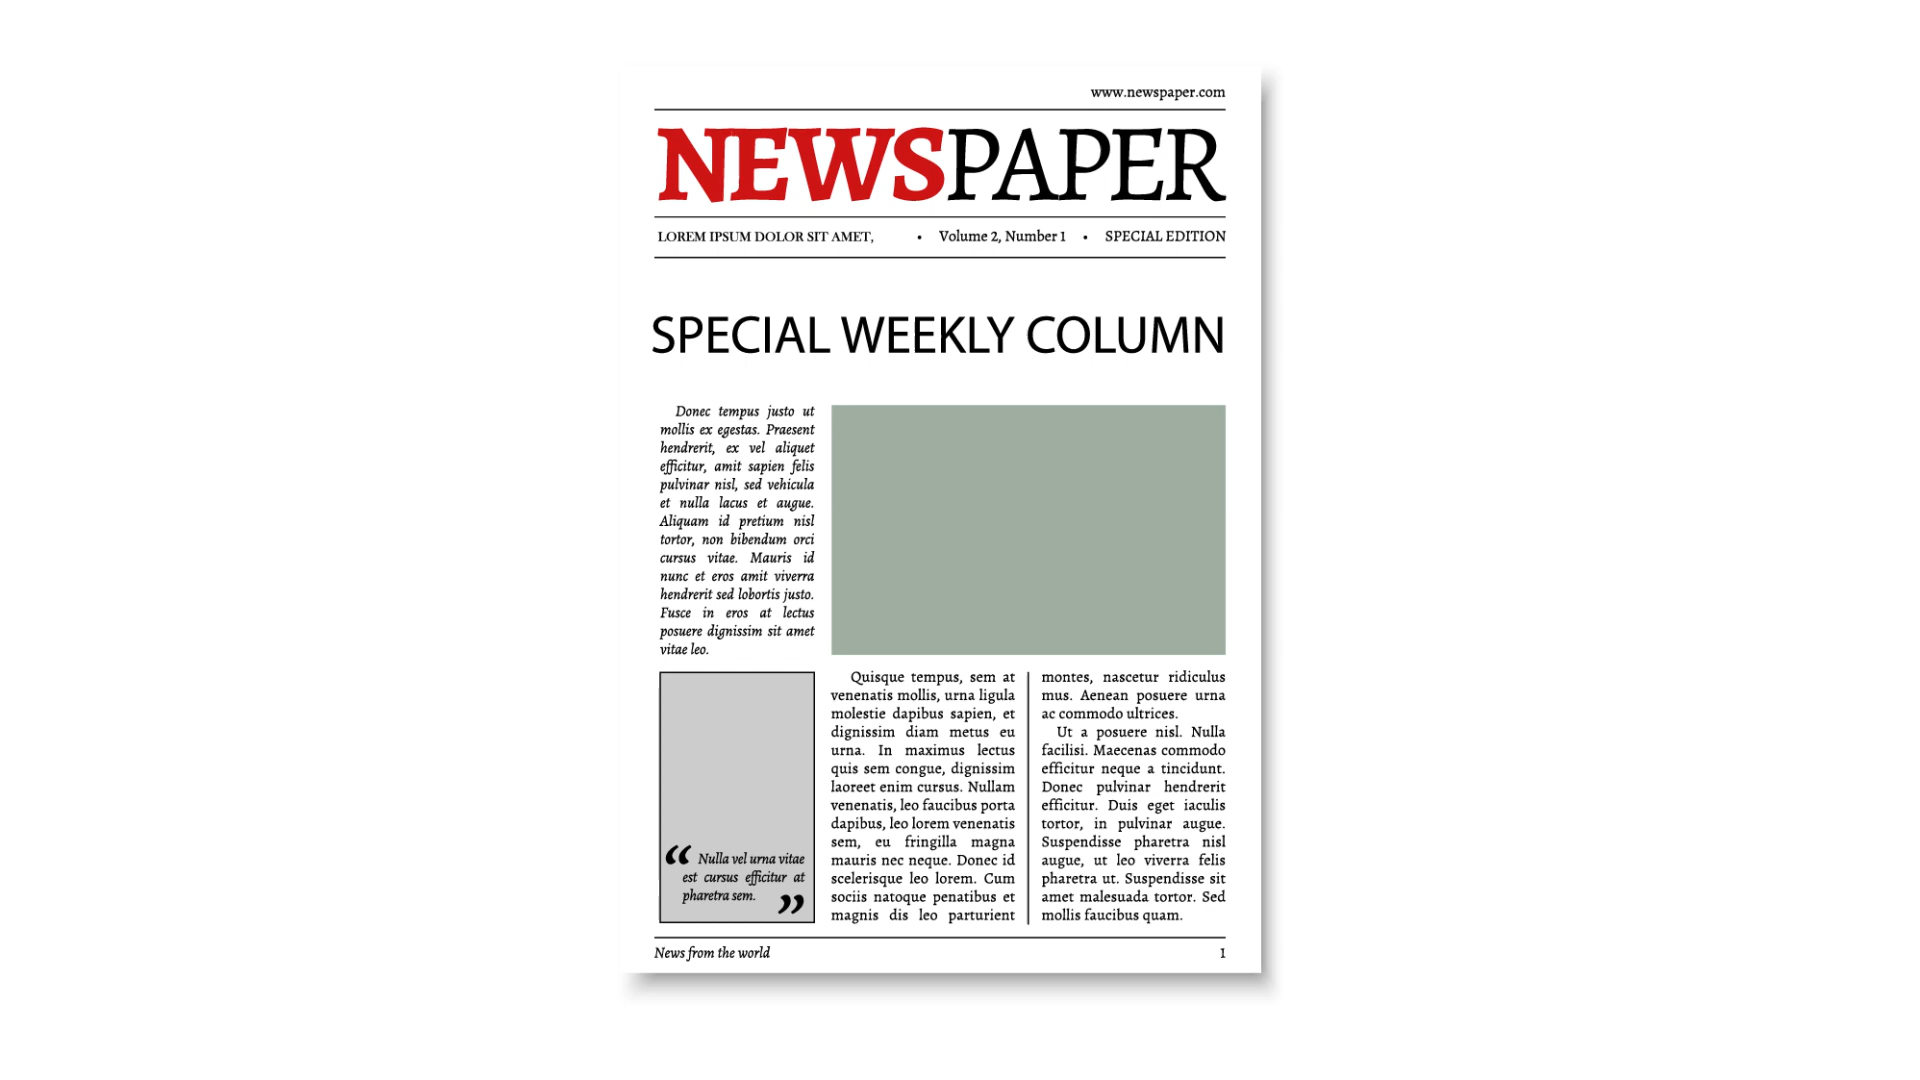 www.newspaper.com
NEWSPAPER
LOREM IPSUM DOLOR SIT AMET, • Volume 2, Number 1 • SPECIAL EDITION
SPECIAL WEEKLY COLUMN
Donec tempus justo ut
mollis ex egestas. Praesent
hendrerit, ex vel aliquet
efficitur, amit sapien felis
pulvinar nisl, sed vehicula
et nulla lacus et augue.
Aliquam id pretium nisl
tortor, non bibendum orci
cursus vitae. Mauris id
nunc et eros amit viverra
hendrerit sed lobortis justo.
Fusce in eros at lectus
posuere dignissim sit amet
vitae leo.
“ Nulla vel urna vitae
est cursus efficitur at
pharetra sem. ”
Quisque tempus, sem at
venenatis mollis, urna ligula
molestie dapibus sapien, et
dignissim diam metus eu
urna. In maximus lectus
quis sem congue, dignissim
laoreet enim cursus. Nullam
venenatis, leo faucibus porta
dapibus, leo lorem venenatis
sem, eu fringilla magna
mauris nec neque. Donec id
scelerisque leo lorem. Cum
sociis natoque penatibus et
magnis dis leo parturient
montes, nascetur ridiculus
mus. Aenean posuere urna
ac commodo ultrices.
Ut a posuere nisl. Nulla
facilisi. Maecenas commodo
efficitur neque a tincidunt.
Donec pulvinar hendrerit
efficitur. Duis eget iaculis
tortor, in pulvinar augue.
Suspendisse pharetra nisl
augue, ut leo viverra felis
pharetra ut. Suspendisse sit
amet malesuada tortor. Sed
mollis faucibus quam.
News from the world 1